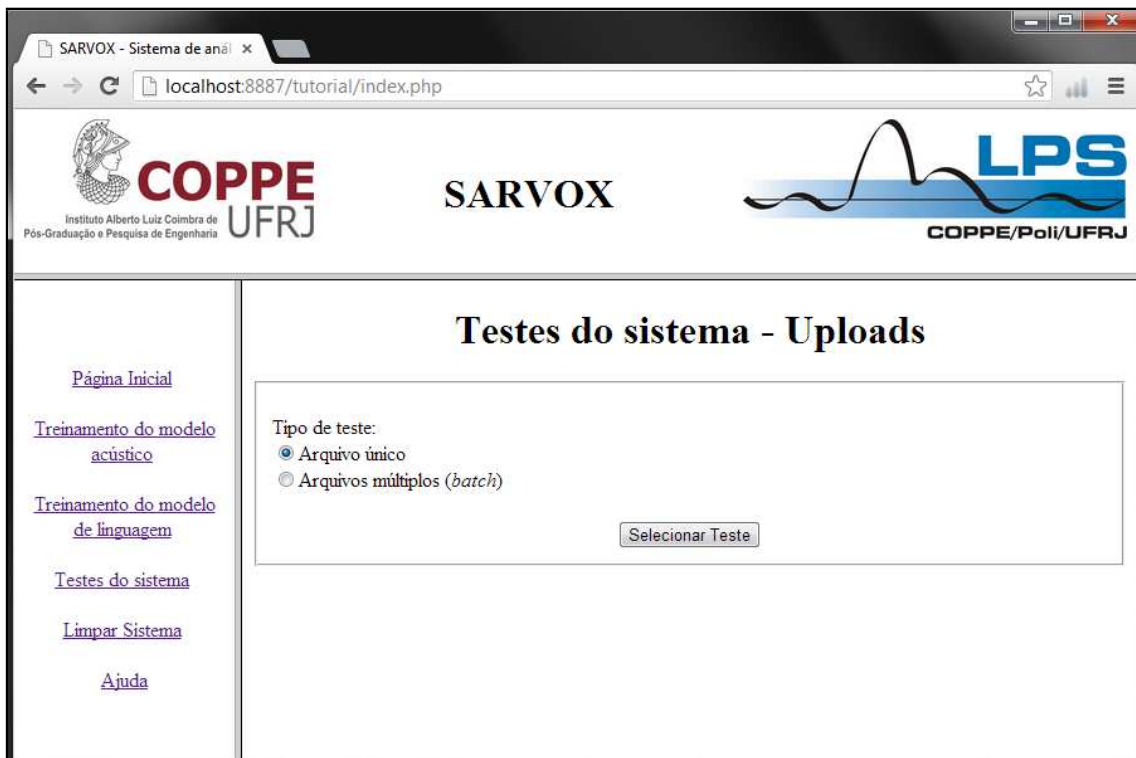 SARVOX - Sistema de anál
localhost:8887/tutorial/index.php
COPPE
UFRJ
Instituto Alberto Luiz Coimbra de
Pós-Graduação e Pesquisa de Engenharia
SARVOX
LPS
COPPE/Poli/UFRJ
Página Inicial
Treinamento do modelo
acústico
Treinamento do modelo
de linguagem
Testes do sistema
Limpar Sistema
Ajuda
Testes do sistema - Uploads
Tipo de teste:
Arquivo único
Arquivos múltiplos (batch)
Selecionar Teste